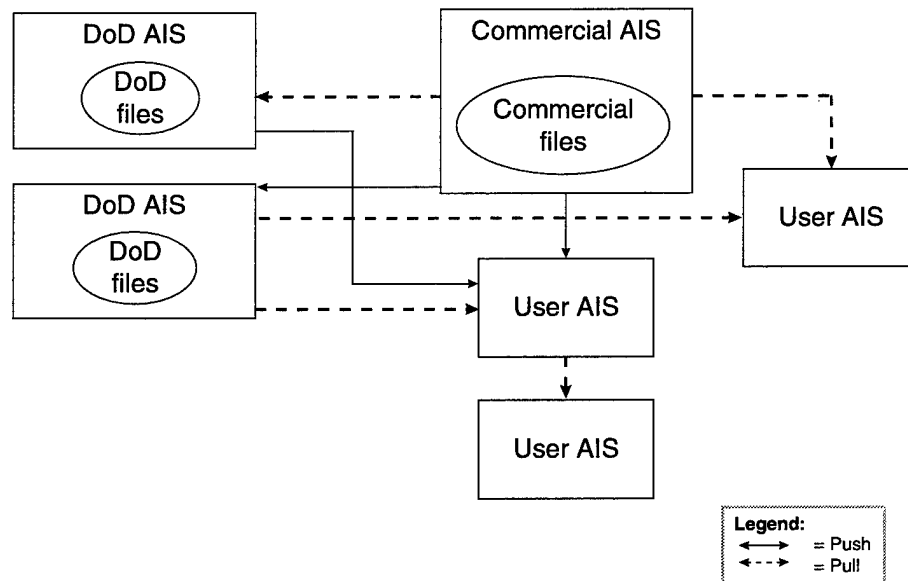 DoD AIS
DoD
files
Commercial AIS
Commercial
files
DoD AIS
DoD
files
User AIS
User AIS
User AIS
Legend:
= Push
= Pull